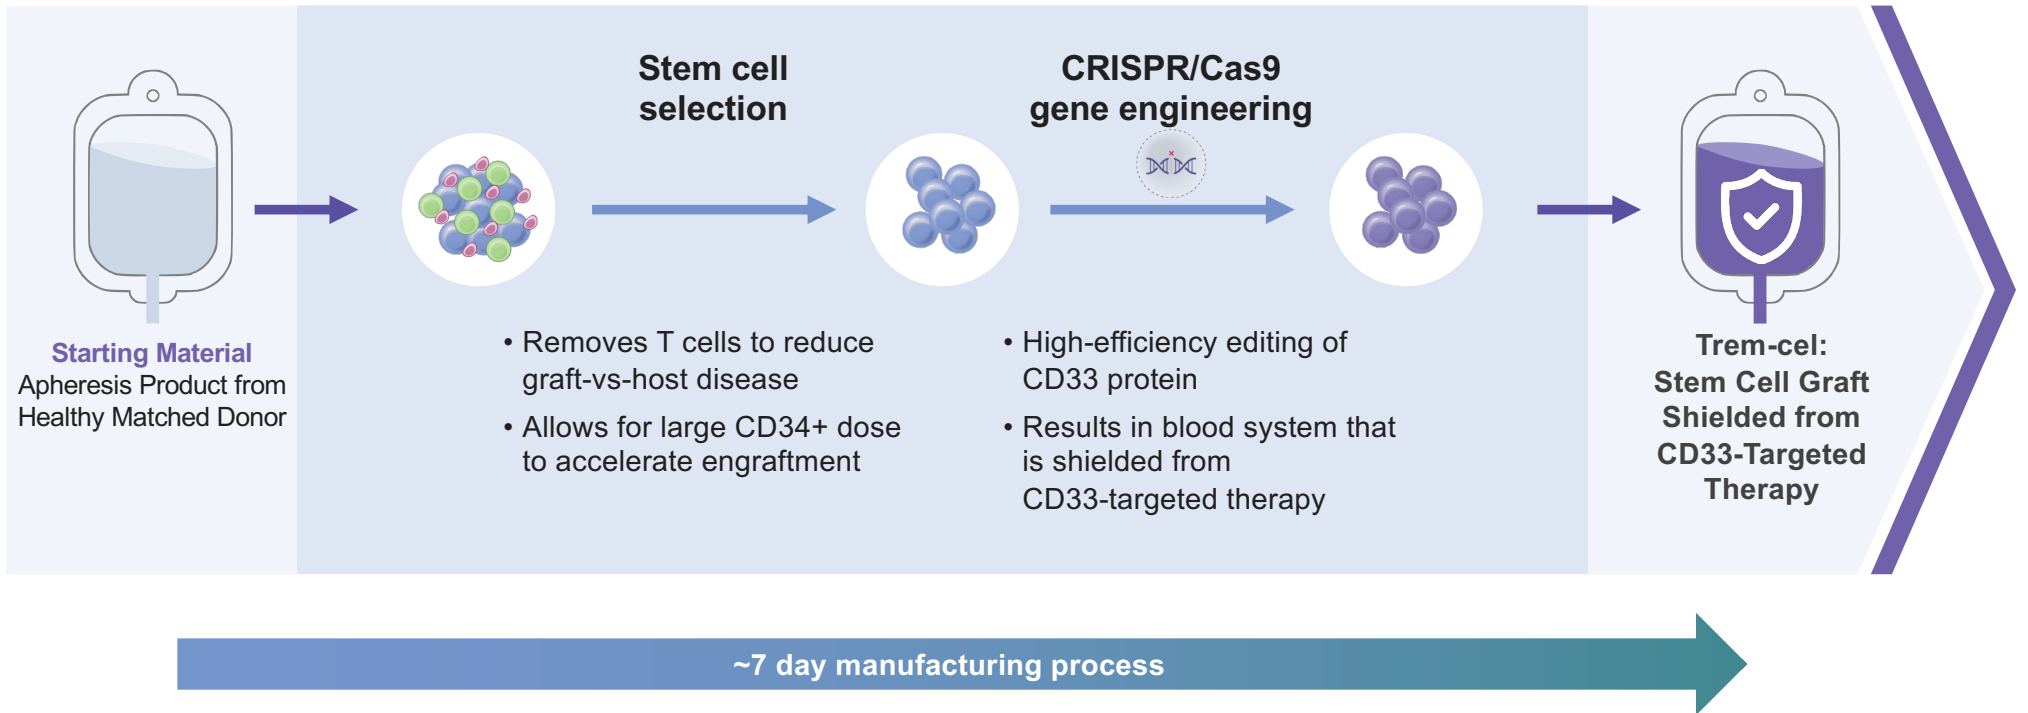 Stem cell
selection
CRISPR/Cas9
gene engineering
Starting Material
Apheresis Product from
Healthy Matched Donor
• Removes T cells to reduce
graft-vs-host disease
• Allows for large CD34+ dose
to accelerate engraftment
• High-efficiency editing of
CD33 protein
• Results in blood system that
is shielded from
CD33-targeted therapy
Trem-cel:
Stem Cell Graft
Shielded from
CD33-Targeted
Therapy
~7 day manufacturing process